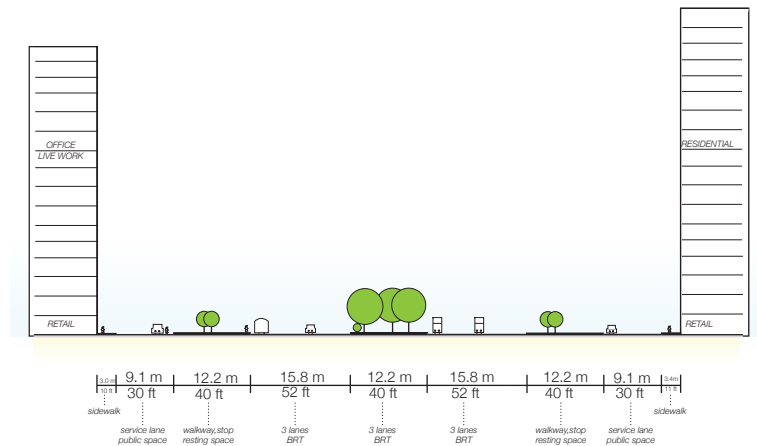 OFFICE
LIVE WORK
RESIDENTIAL
RETAIL
RETAIL
3.0 m 9.1 m 12.2 m 15.8 m 12.2 m 15.8 m 12.2 m 9.1 m 3.4m
10 ft 30 ft 40 ft 52 ft 40 ft 52 ft 40 ft 30 ft 11 ft
sidewalk sidewalk
service lane walkway,stop 3 lanes 3 lanes 3 lanes walkway,stop service lane
public space resting space BRT BRT BRT resting space public space